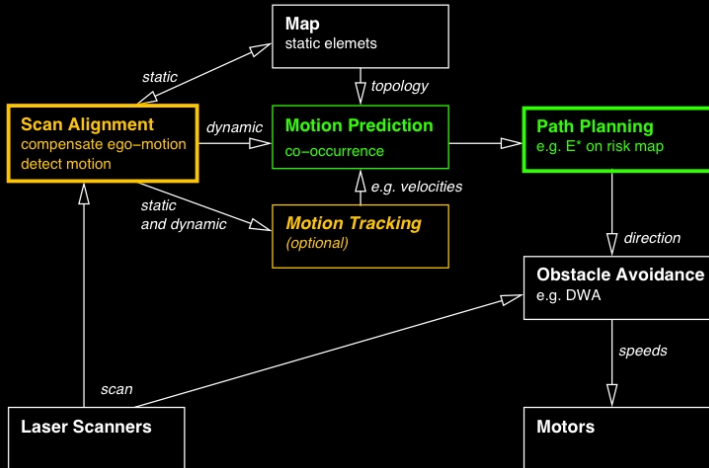 Map
static elemets
static
topology
Scan Alignment
compensate ego-motion
detect motion
dynamic
Motion Prediction
co-occurrence
Path Planning
e.g. E* on risk map
static
and dynamic
e.g. velocities
Motion Tracking
(optional)
direction
Obstacle Avoidance
e.g. DWA
speeds
scan
Laser Scanners
Motors